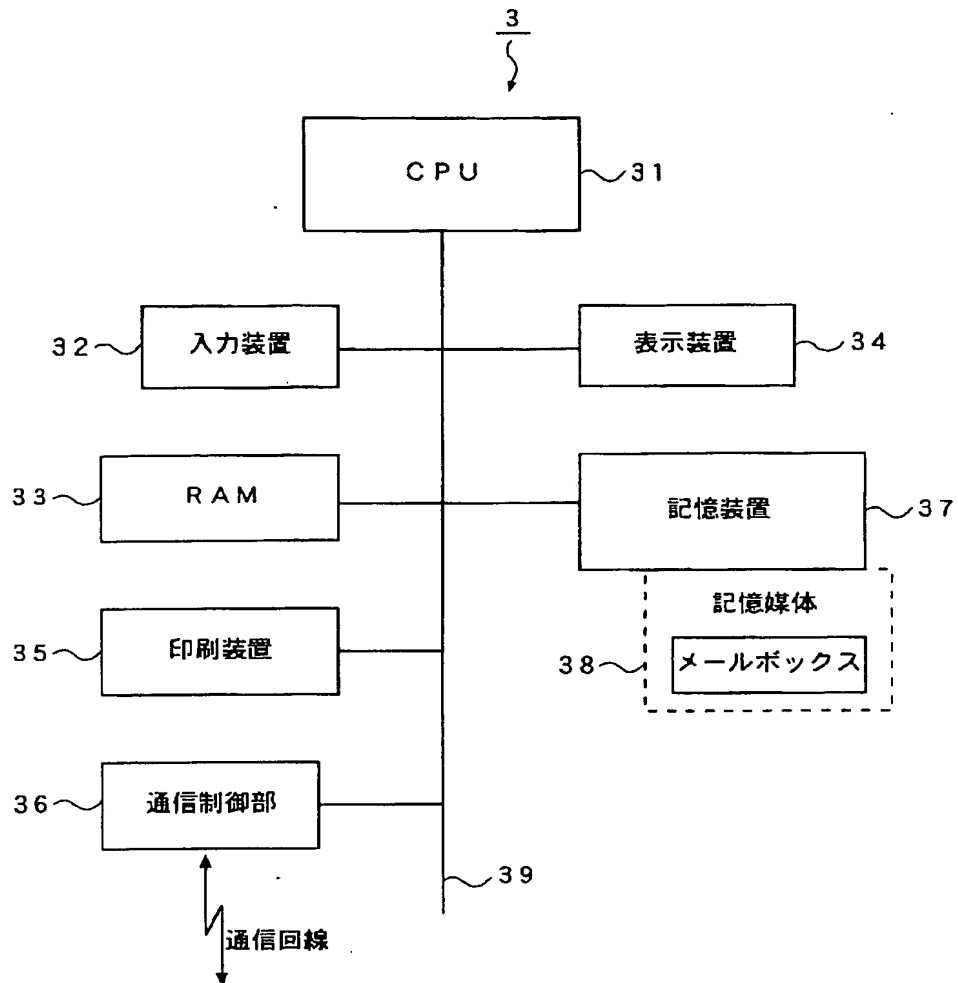 3
CPU
31
32
入力装置
表示装置
34
33
RAM
記憶装置
37
記憶媒体
35
印刷装置
38
メールボックス
36
通信制御部
39
通信回線